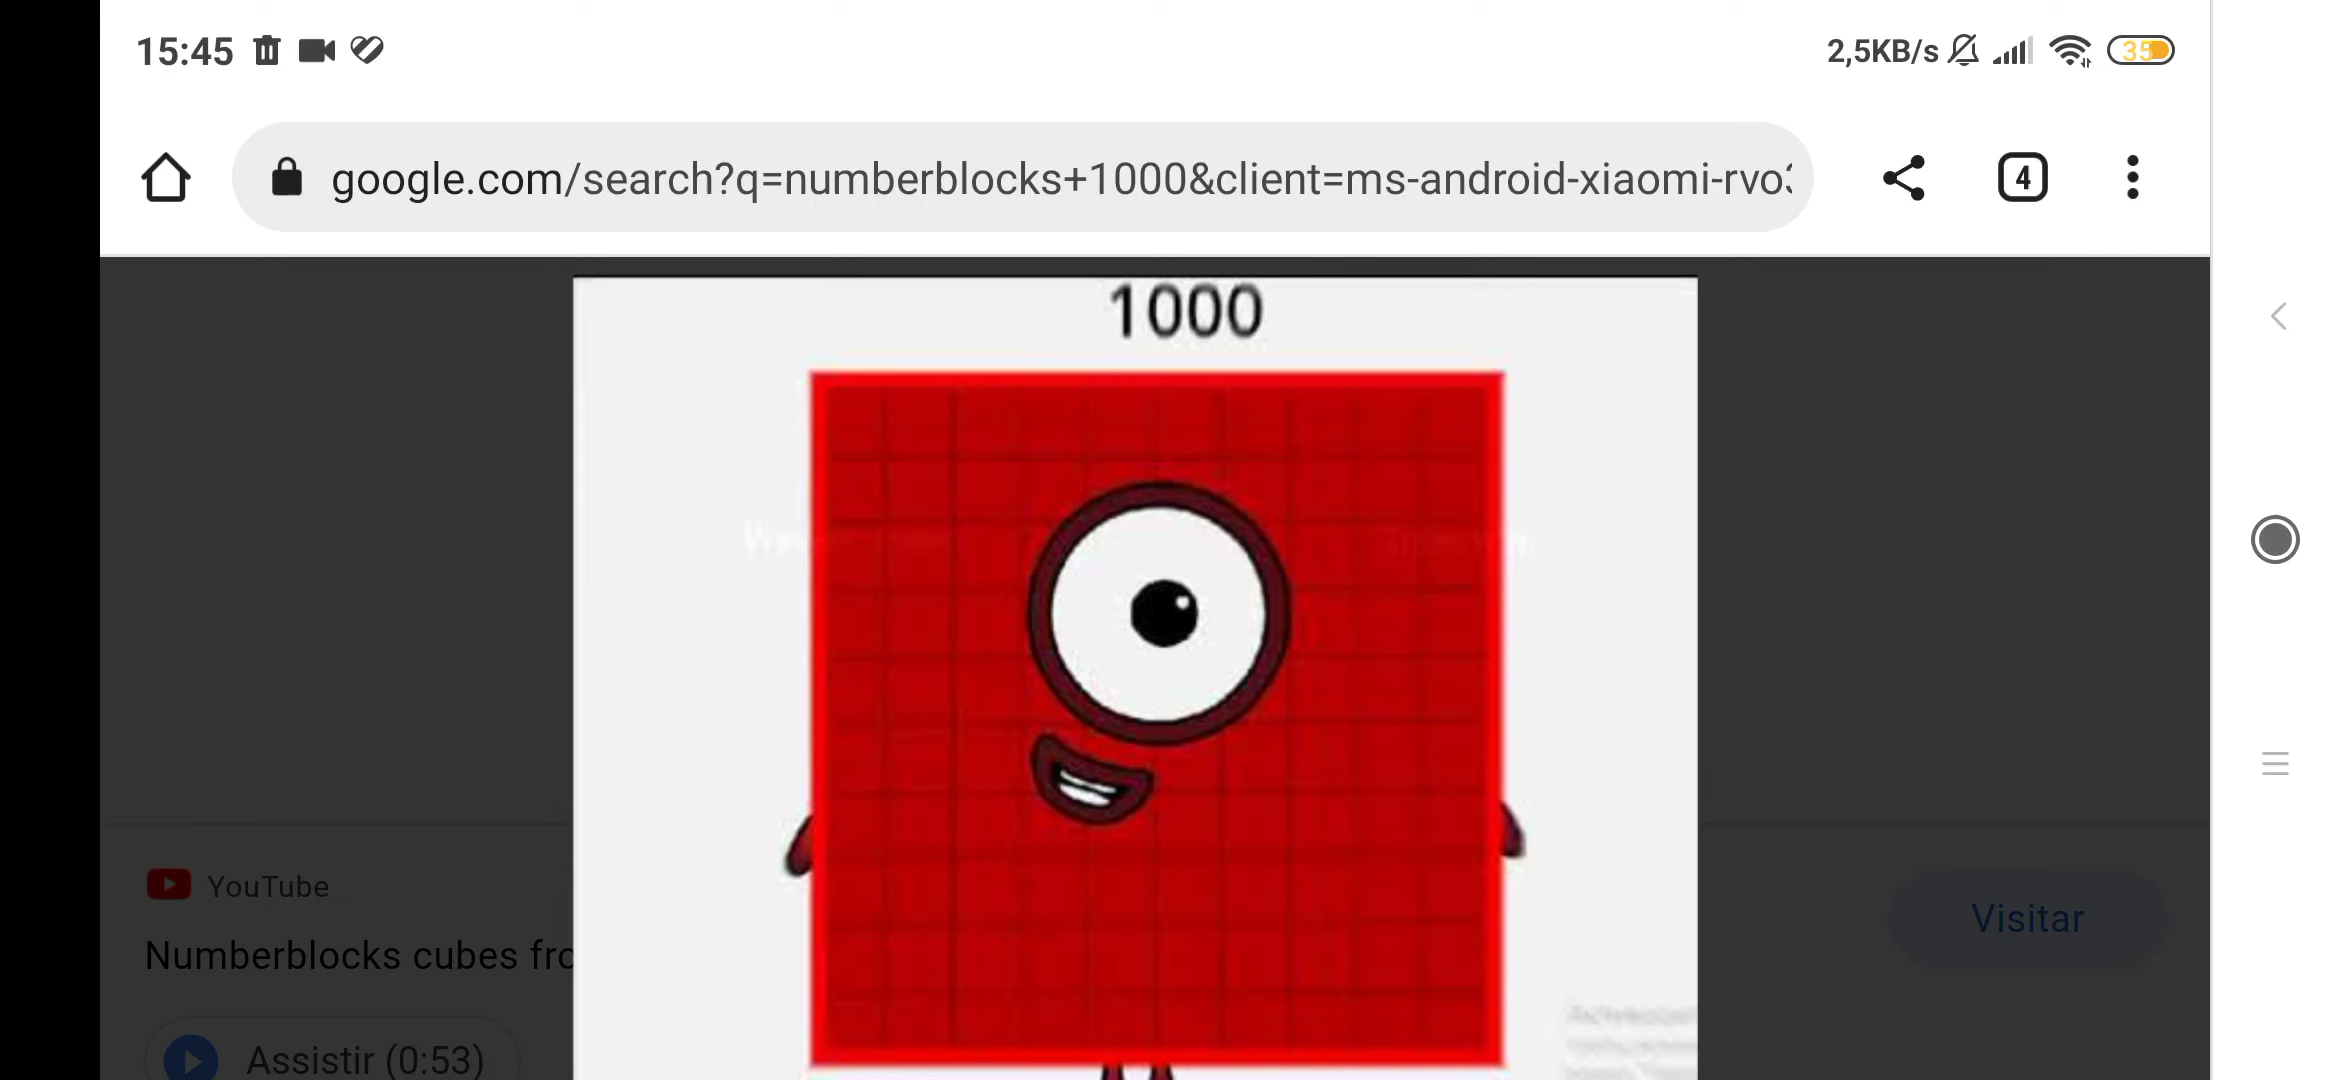 15:45
2,5KB/s
35
google.com/search?q=numberblocks+1000&client=ms-android-xiaomi-rvo
4
1000
YouTube
Visitar
Numberblocks cubes fro
Assistir (0:53)